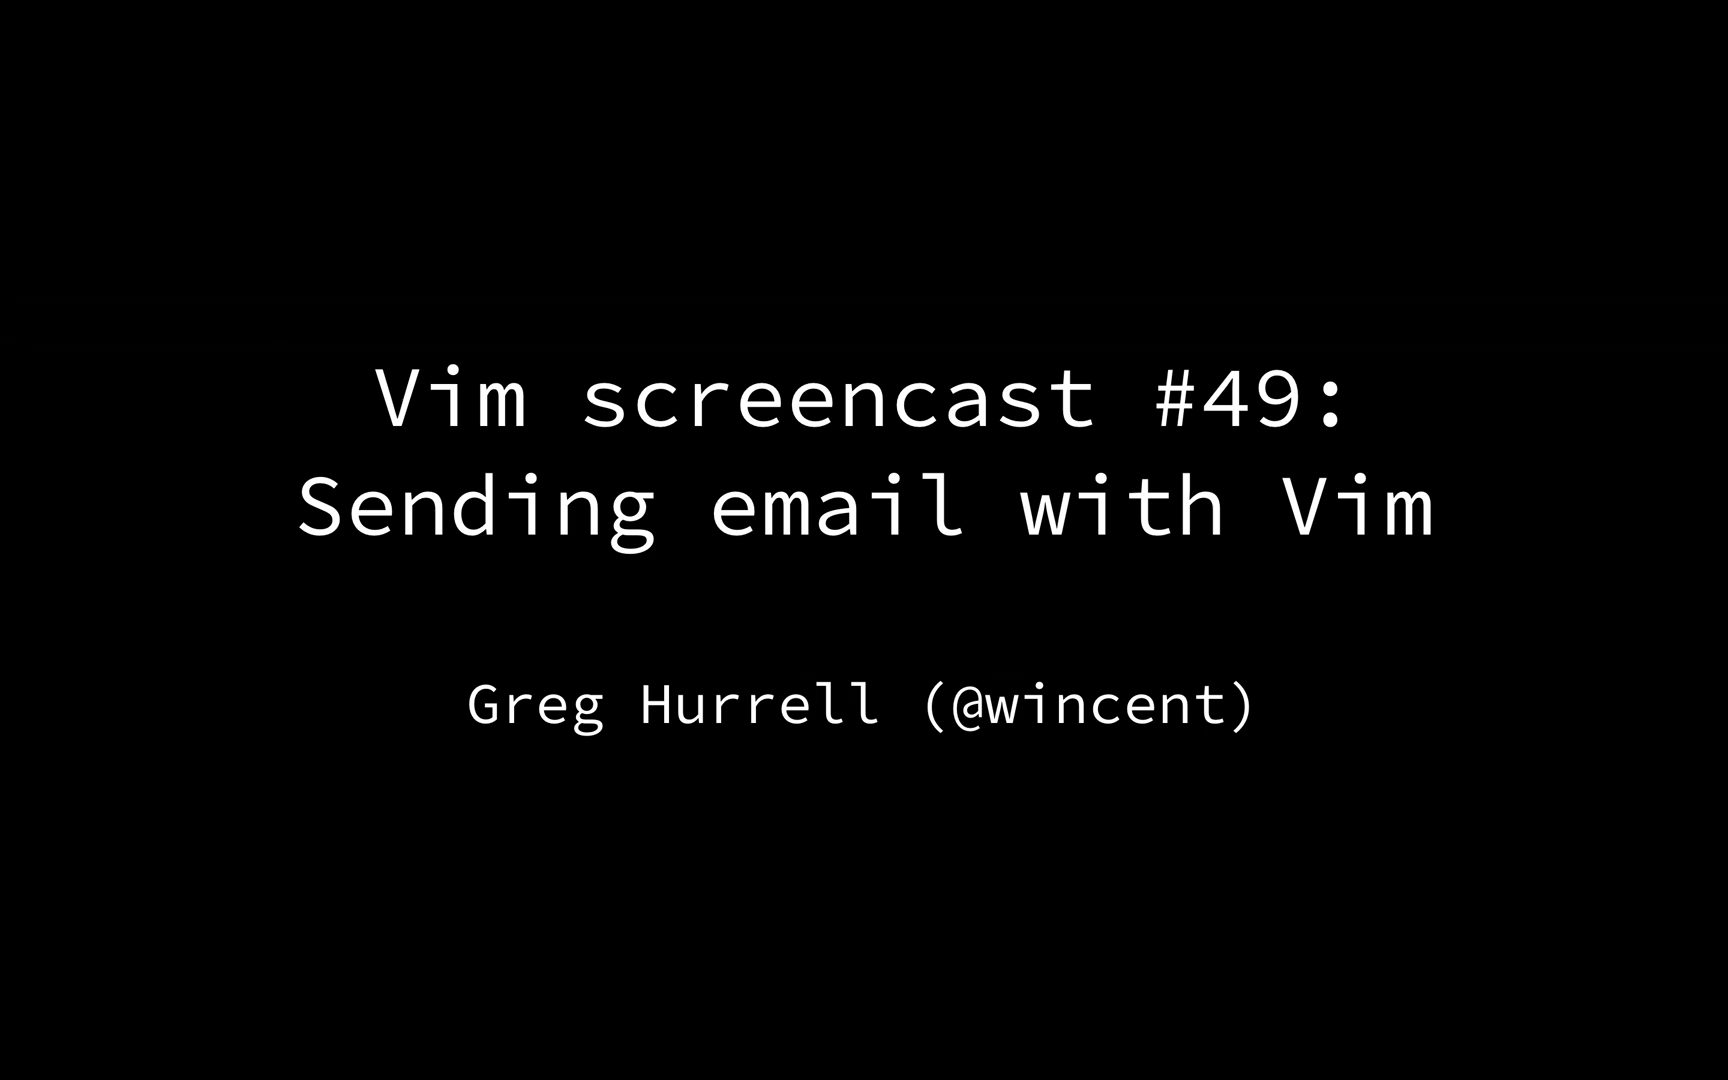 Vim screencast #49:
Sending email with Vim
Greg Hurrell (@wincent)